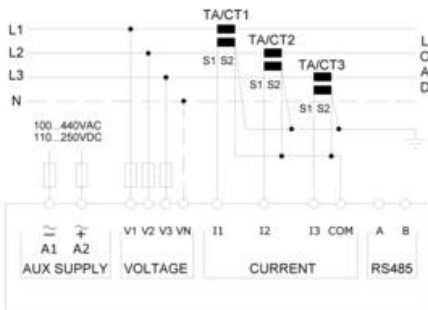 TA/CT1
L1
L2
TA/CT2
L3
S1 S2
TA/CT3
N
S1 S2
S1 S2
L
O
A
D
100...440VAC
110...250VDC
A1 A2
V1 V2 V3 VN
I1 I2 I3 COM
A B
AUX SUPPLY
VOLTAGE
CURRENT
RS485